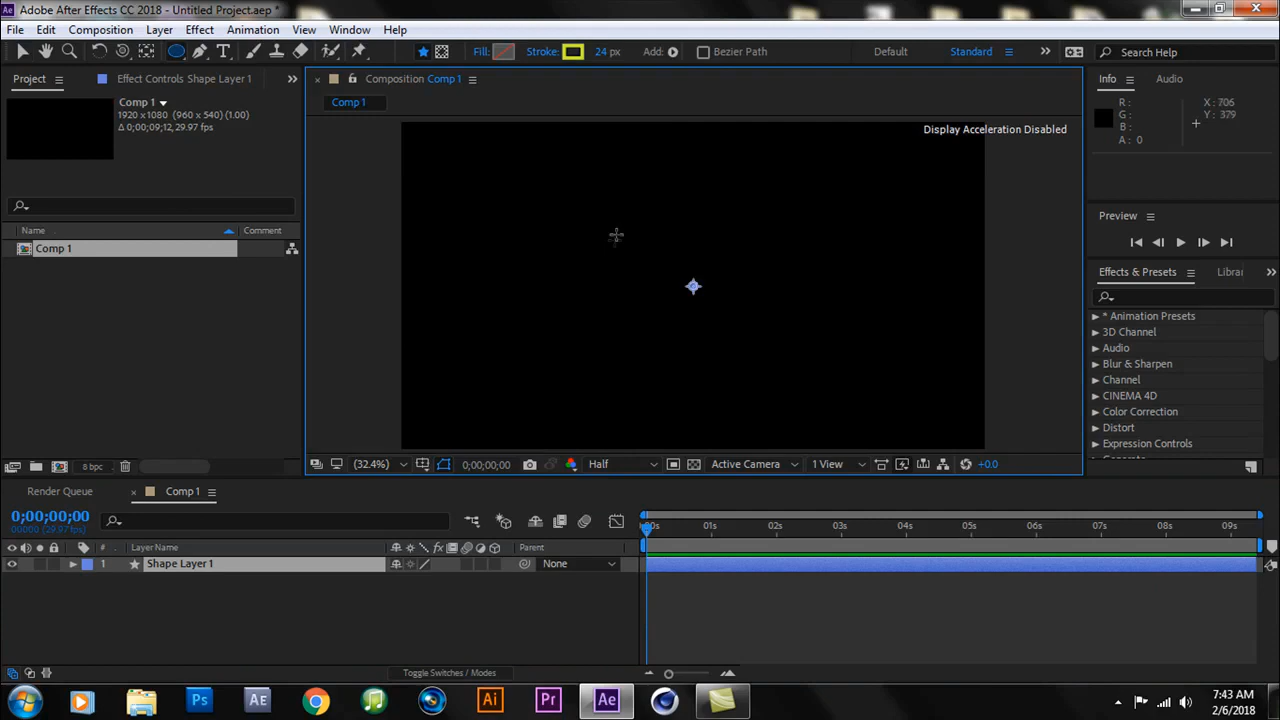 Adobe After Effects CC 2018 - Untitled Project.aep *
File Edit Composition Layer Effect Animation View Window Help
Fill: Stroke: 24 px Add: Bezier Path Default Standard Search Help
Project Effect Controls Shape Layer 1
Comp 1
1920 x1080 (960 x 540) (1.00)
Δ 0;00;09;12, 29.97 fps
Name Comment
Comp 1
8 bpc
Composition Comp 1
Comp 1
Display Acceleration Disabled
(32.4%) 0;00;00;00 Half Active Camera 1 View +0.0
Info Audio
R : X : 706
G : Y : 379
B :
A : 0
Preview
Effects & Presets Librar
* Animation Presets
3D Channel
Audio
Blur & Sharpen
Channel
CINEMA 4D
Color Correction
Distort
Expression Controls
Render Queue Comp 1
0;00;00;00
00000 (29.97 fps)
:00s 01s 02s 03s 04s 05s 06s 07s 08s 09s
# Layer Name Parent
1 Shape Layer 1 None
Toggle Switches / Modes
Ps AE Ai Pr Ae
7:43 AM
2/6/2018